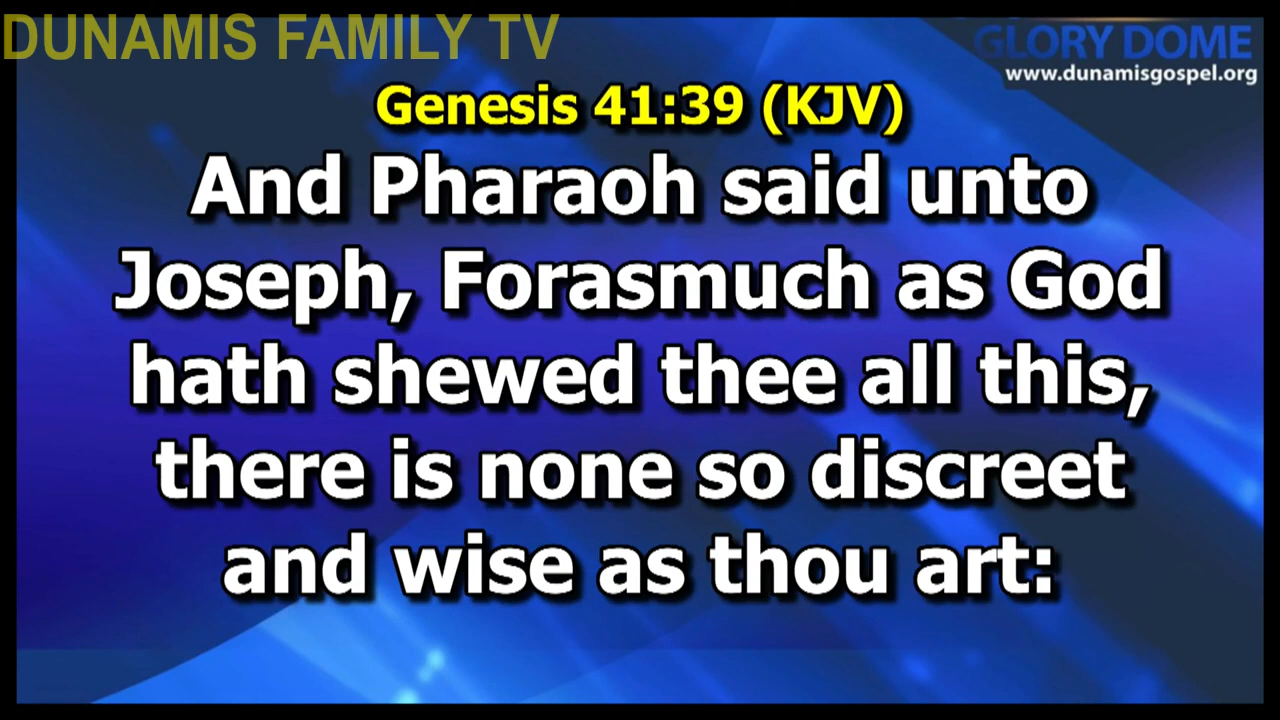 DUNAMIS FAMILY TV
GLORY DOME
www.dunamisgospel.org
Genesis 41:39 (KJV)
And Pharaoh said unto
Joseph, Forasmuch as God
hath shewed thee all this,
there is none so discreet
and wise as thou art: